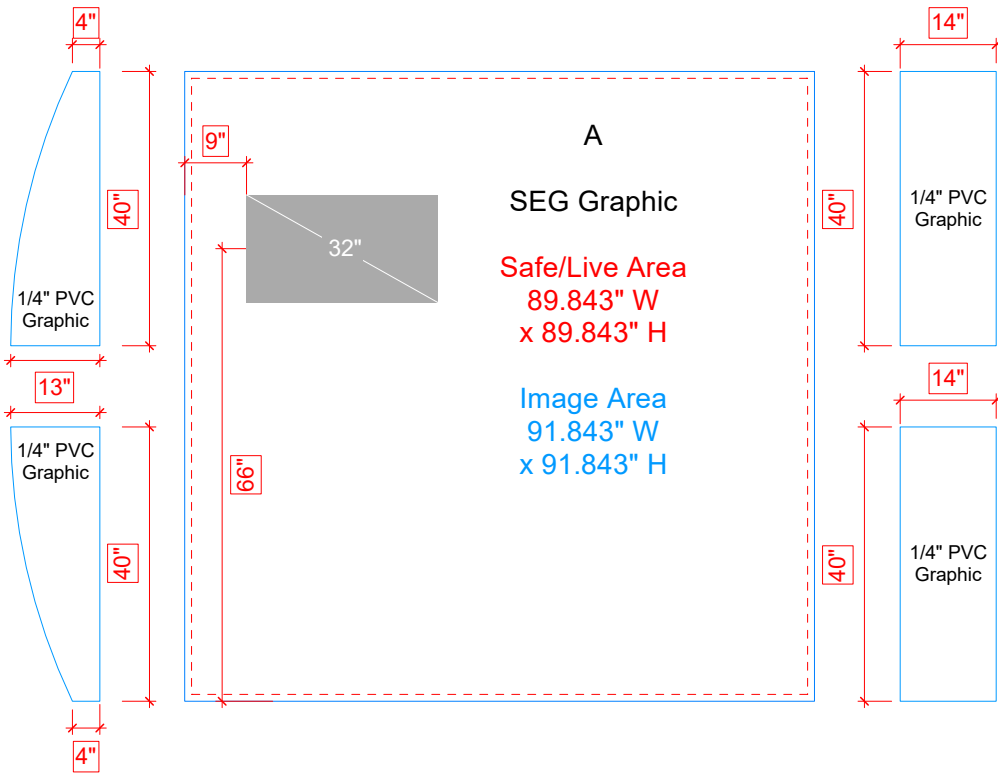 4"
14"
A
9"
SEG Graphic
40"
40"
1/4" PVC
Graphic
32"
Safe/Live Area
89.843" W
x 89.843" H
1/4" PVC
Graphic
13"
14"
Image Area
91.843" W
x 91.843" H
1/4" PVC
Graphic
66"
40"
40"
1/4" PVC
Graphic
4"